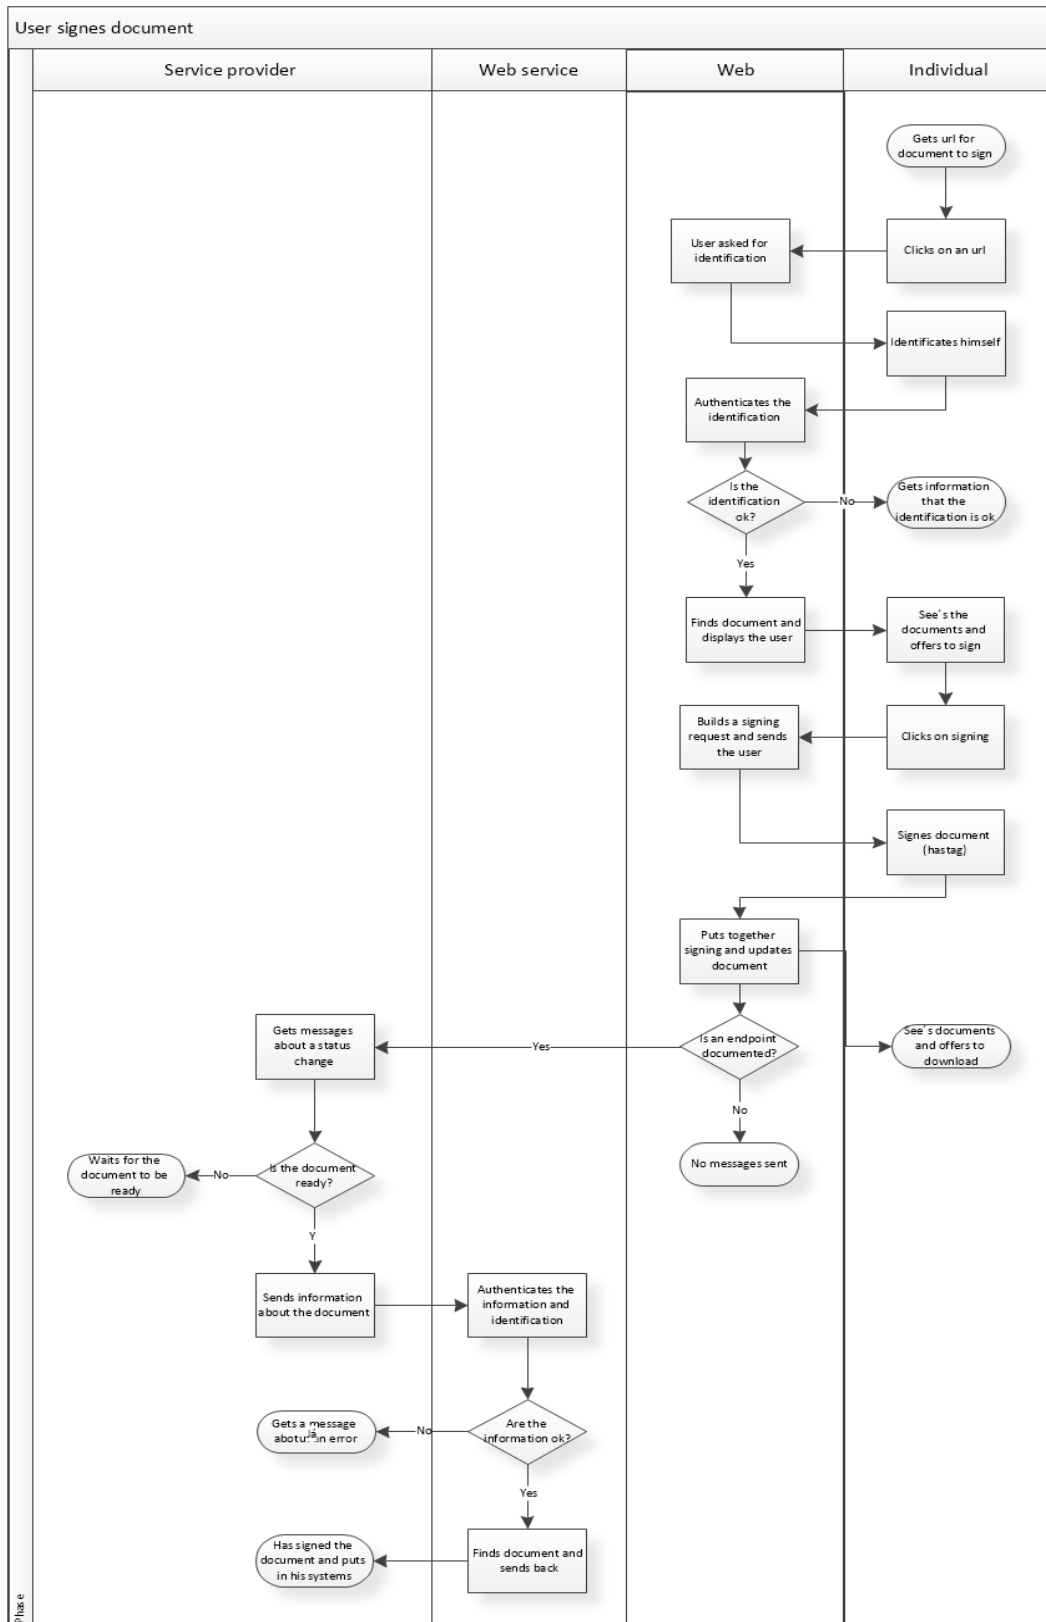 User signes document
Service provider
Web service
Web
Individual
Gets url for
document to sign
User asked for
identification
Clicks on an url
Identificates himself
Authenticates the
identification
Is the
identification
ok?
No
Gets information
that the
identification is ok
Yes
Finds document and
displays the user
See´s the
documents and
offers to sign
Builds a signing
request and sends
the user
Clicks on signing
Signes document
(hastag)
Puts together
signing and updates
document
Gets messages
about a status
change
Yes
Is an endpoint
documented?
See´s documents
and offers to
download
No
No messages sent
Waits for the
document to be
ready
No
Is the document
ready?
Y
Sends information
about the document
Authenticates the
information and
identification
Gets a message
abotut an error
Já
No
Are the
information ok?
Yes
Has signed the
document and puts
in his systems
Finds document and
sends back
Phase